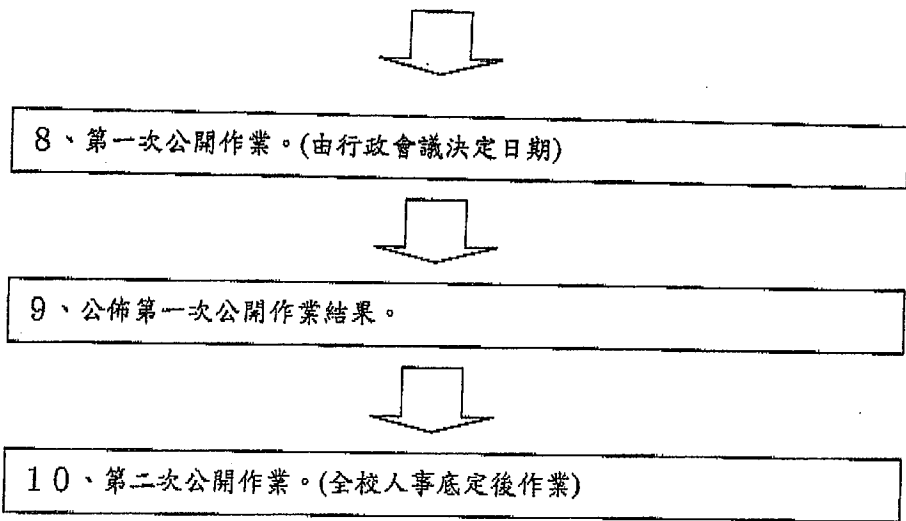 8、第一次公開作業。(由行政會議決定日期)
9、公佈第一次公開作業結果。
10、第二次公開作業。(全校人事底定後作業)